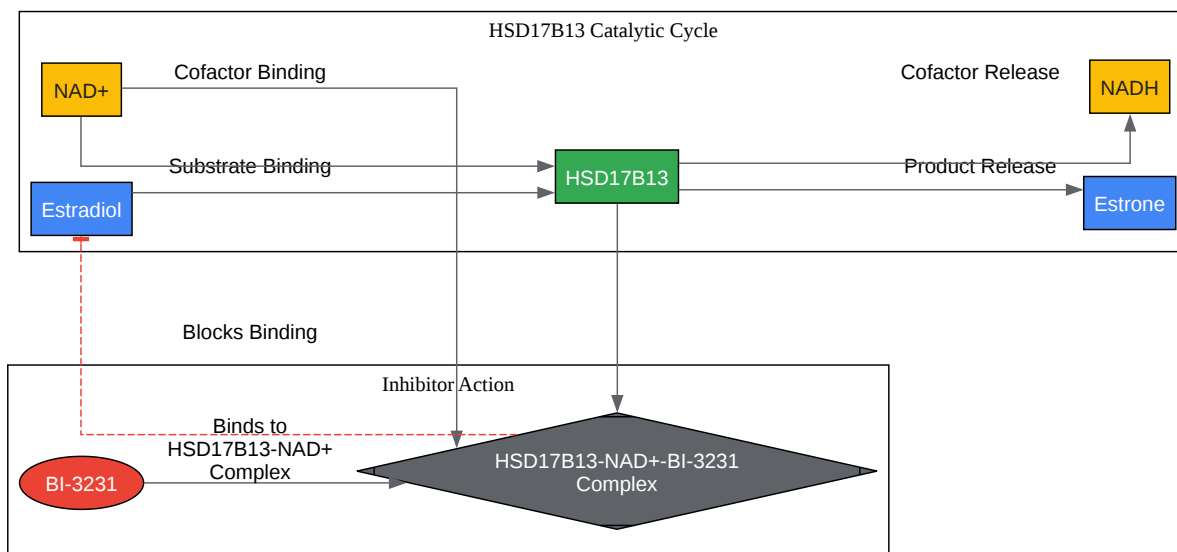 HSD17B13 Catalytic Cycle
Cofactor Binding
Cofactor Release
NAD+
NADH
Substrate Binding
HSD17B13
Product Release
Estradiol
Estrone
Blocks Binding
Inhibitor Action
Binds to
HSD17B13-NAD+
Complex
BI-3231
HSD17B13-NAD+-BI-3231
Complex